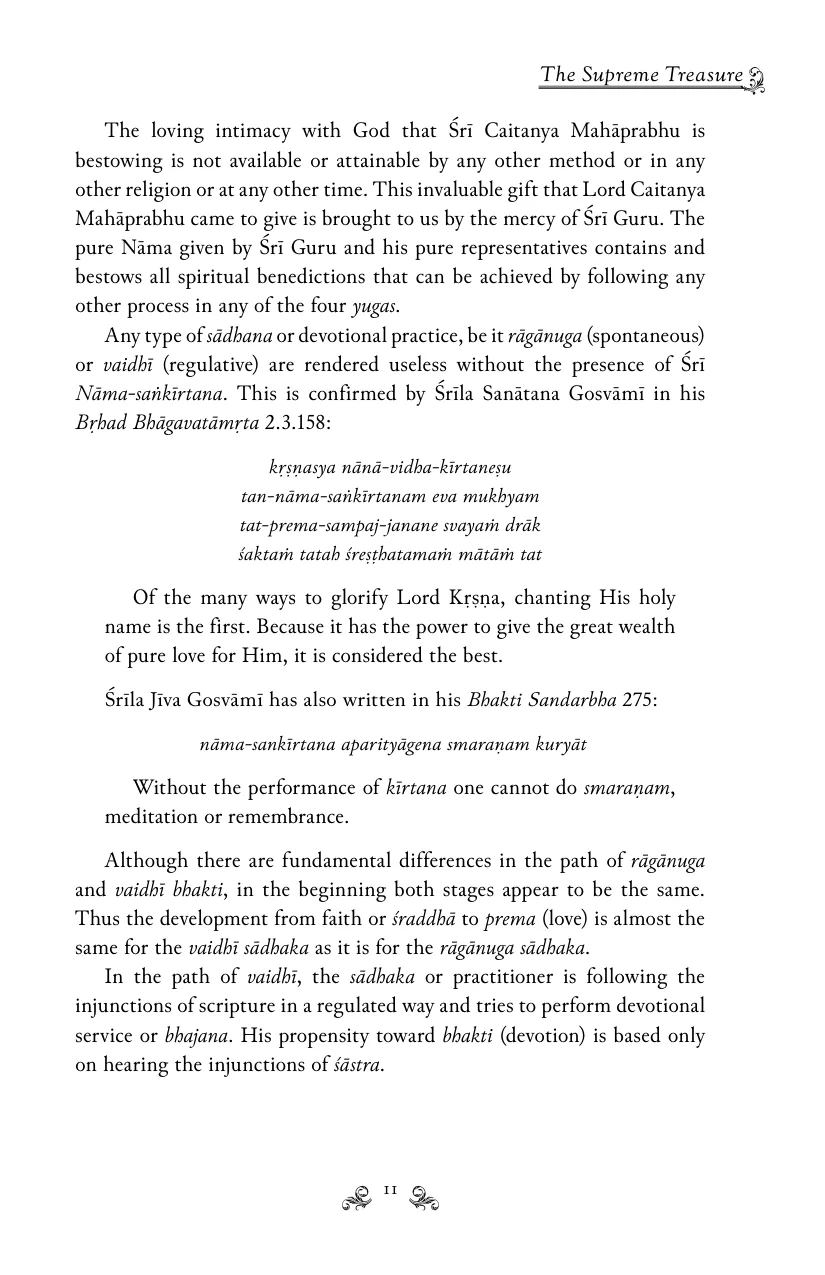 The Supreme Treasure
The loving intimacy with God that Śrī Caitanya Mahāprabhu is
bestowing is not available or attainable by any other method or in any
other religion or at any other time. This invaluable gift that Lord Caitanya
Mahāprabhu came to give is brought to us by the mercy of Śrī Guru. The
pure Nāma given by Śrī Guru and his pure representatives contains and
bestows all spiritual benedictions that can be achieved by following any
other process in any of the four yugas.
Any type of sādhana or devotional practice, be it rāgānuga (spontaneous)
or vaidhī (regulative) are rendered useless without the presence of Śrī
Nāma-saṅkīrtana. This is confirmed by Śrīla Sanātana Gosvāmī in his
Bṛhad Bhāgavatāmṛta 2.3.158:
kṛṣṇasya nānā-vidha-kīrtaneṣu
tan-nāma-saṅkīrtanam eva mukhyam
tat-prema-sampaj-janane svayaṁ drāk
śaktaṁ tatah śreṣṭhatamaṁ mātāṁ tat
Of the many ways to glorify Lord Kṛṣṇa, chanting His holy
name is the first. Because it has the power to give the great wealth
of pure love for Him, it is considered the best.
Śrīla Jīva Gosvāmī has also written in his Bhakti Sandarbha 275:
nāma-sankīrtana aparityāgena smaraṇam kuryāt
Without the performance of kīrtana one cannot do smaraṇam,
meditation or remembrance.
Although there are fundamental differences in the path of rāgānuga
and vaidhī bhakti, in the beginning both stages appear to be the same.
Thus the development from faith or śraddhā to prema (love) is almost the
same for the vaidhī sādhaka as it is for the rāgānuga sādhaka.
In the path of vaidhī, the sādhaka or practitioner is following the
injunctions of scripture in a regulated way and tries to perform devotional
service or bhajana. His propensity toward bhakti (devotion) is based only
on hearing the injunctions of śāstra.
11